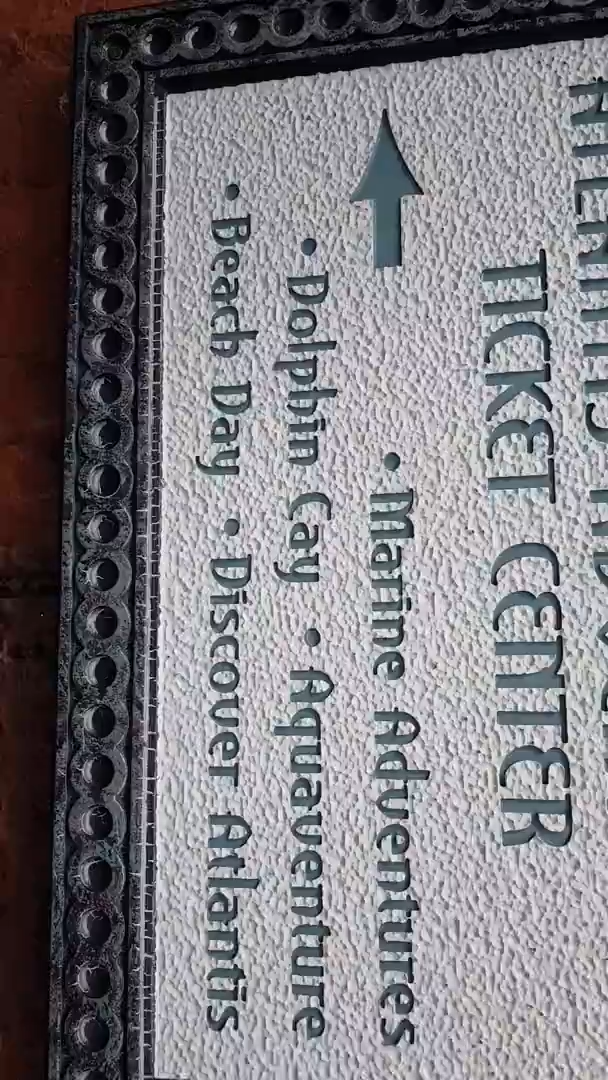 TICKET CENTER
• Marine Adventures
• Dolphin Cay • Aquaventure
• Beach Day • Discover Atlantis